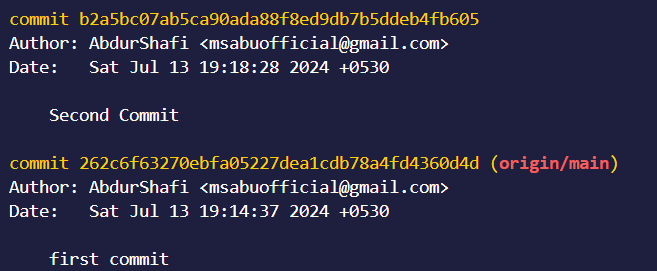 commit b2a5bc07ab5ca90ada88f8ed9db7b5ddeb4fb605
Author: AbdurShafi <msabuofficial@gmail.com>
Date:   Sat Jul 13 19:18:28 2024 +0530
    Second Commit
commit 262c6f63270ebfa05227dea1cdb78a4fd4360d4d (origin/main)
Author: AbdurShafi <msabuofficial@gmail.com>
Date:   Sat Jul 13 19:14:37 2024 +0530
    first commit